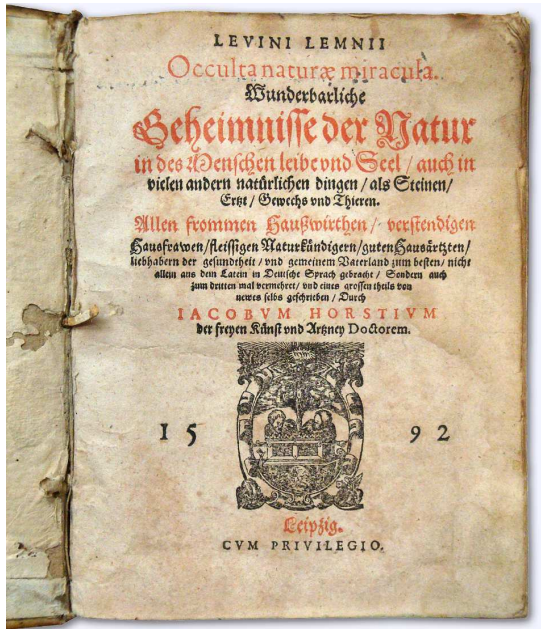 LEVINI LEMNII
Occulta naturæ miracula.
Wunderbarliche
Geheimnisse der Natur
in des Menschen leibe vnd Seel / auch in
vielen andern natürlichen dingen / als Steinen /
Ertzt / Gewechs vnd Thieren.
Allen frommen Haußwirthen / verstendigen
Hausfrawen / fleissigen Naturkündigern / guten Hausärtzten /
liebhabern der gesundtheit / vnd gemeinem Vaterland zum besten / nicht
allein aus dem Latein in Deutsche Sprach gebracht / Sondern auch
zum dritten mal vermehret / vnd eines grossen theils von
newes selbs geschrieben / Durch
IACOBVM HORSTIVM
der freyen Künst vnd Artzney Doctorem.
15 92
Leipzig.
CVM PRIVILEGIO.